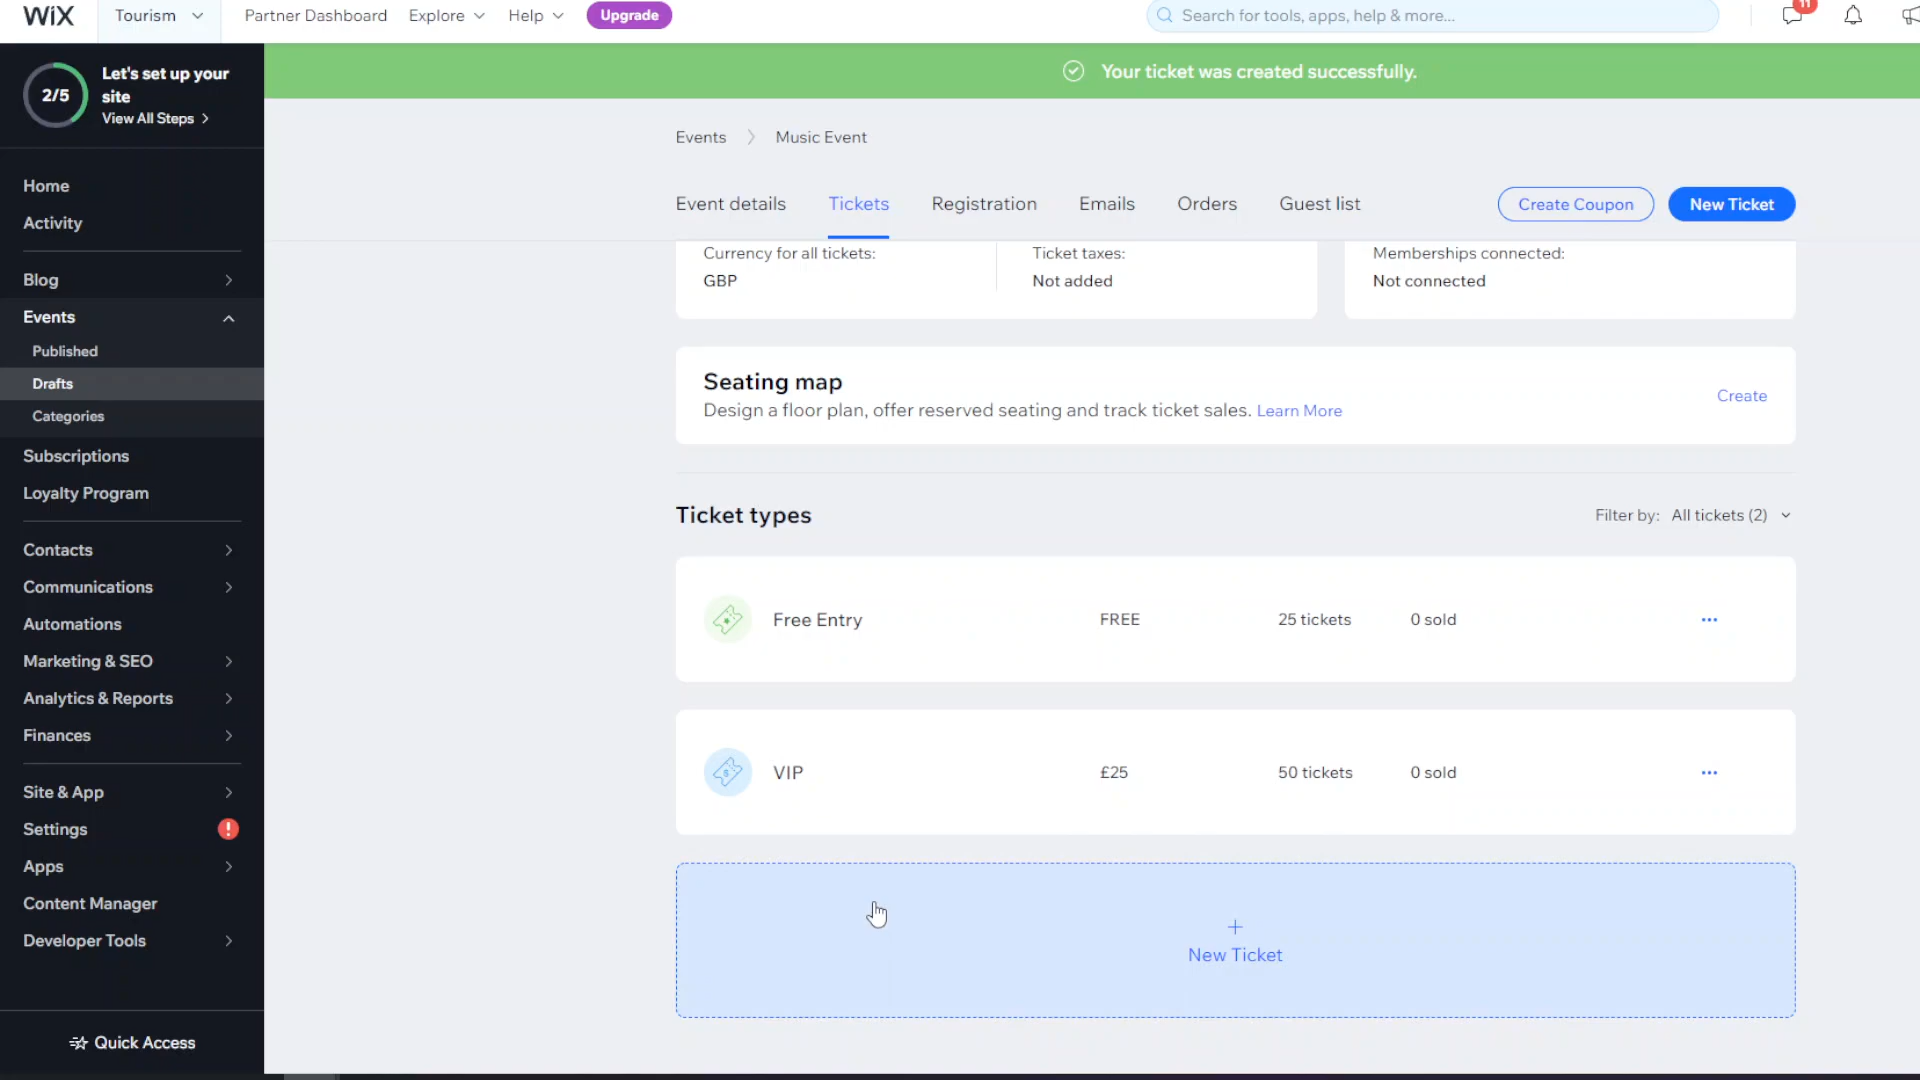 WiX
Tourism
Partner Dashboard
Explore
Help
Upgrade
Search for tools, apps, help & more...
11
2/5
Let's set up your
site
View All Steps
Your ticket was created successfully.
Home
Activity
Blog
Events
Published
Drafts
Categories
Subscriptions
Loyalty Program
Contacts
Communications
Automations
Marketing & SEO
Analytics & Reports
Finances
Site & App
Settings
!
Apps
Content Manager
Developer Tools
Quick Access
Events
Music Event
Event details
Tickets
Registration
Emails
Orders
Guest list
Create Coupon
New Ticket
Currency for all tickets:
GBP
Ticket taxes:
Not added
Memberships connected:
Not connected
Seating map
Design a floor plan, offer reserved seating and track ticket sales. Learn More
Create
Ticket types
Filter by: All tickets (2)
Free Entry
FREE
25 tickets
0 sold
VIP
£25
50 tickets
0 sold
New Ticket